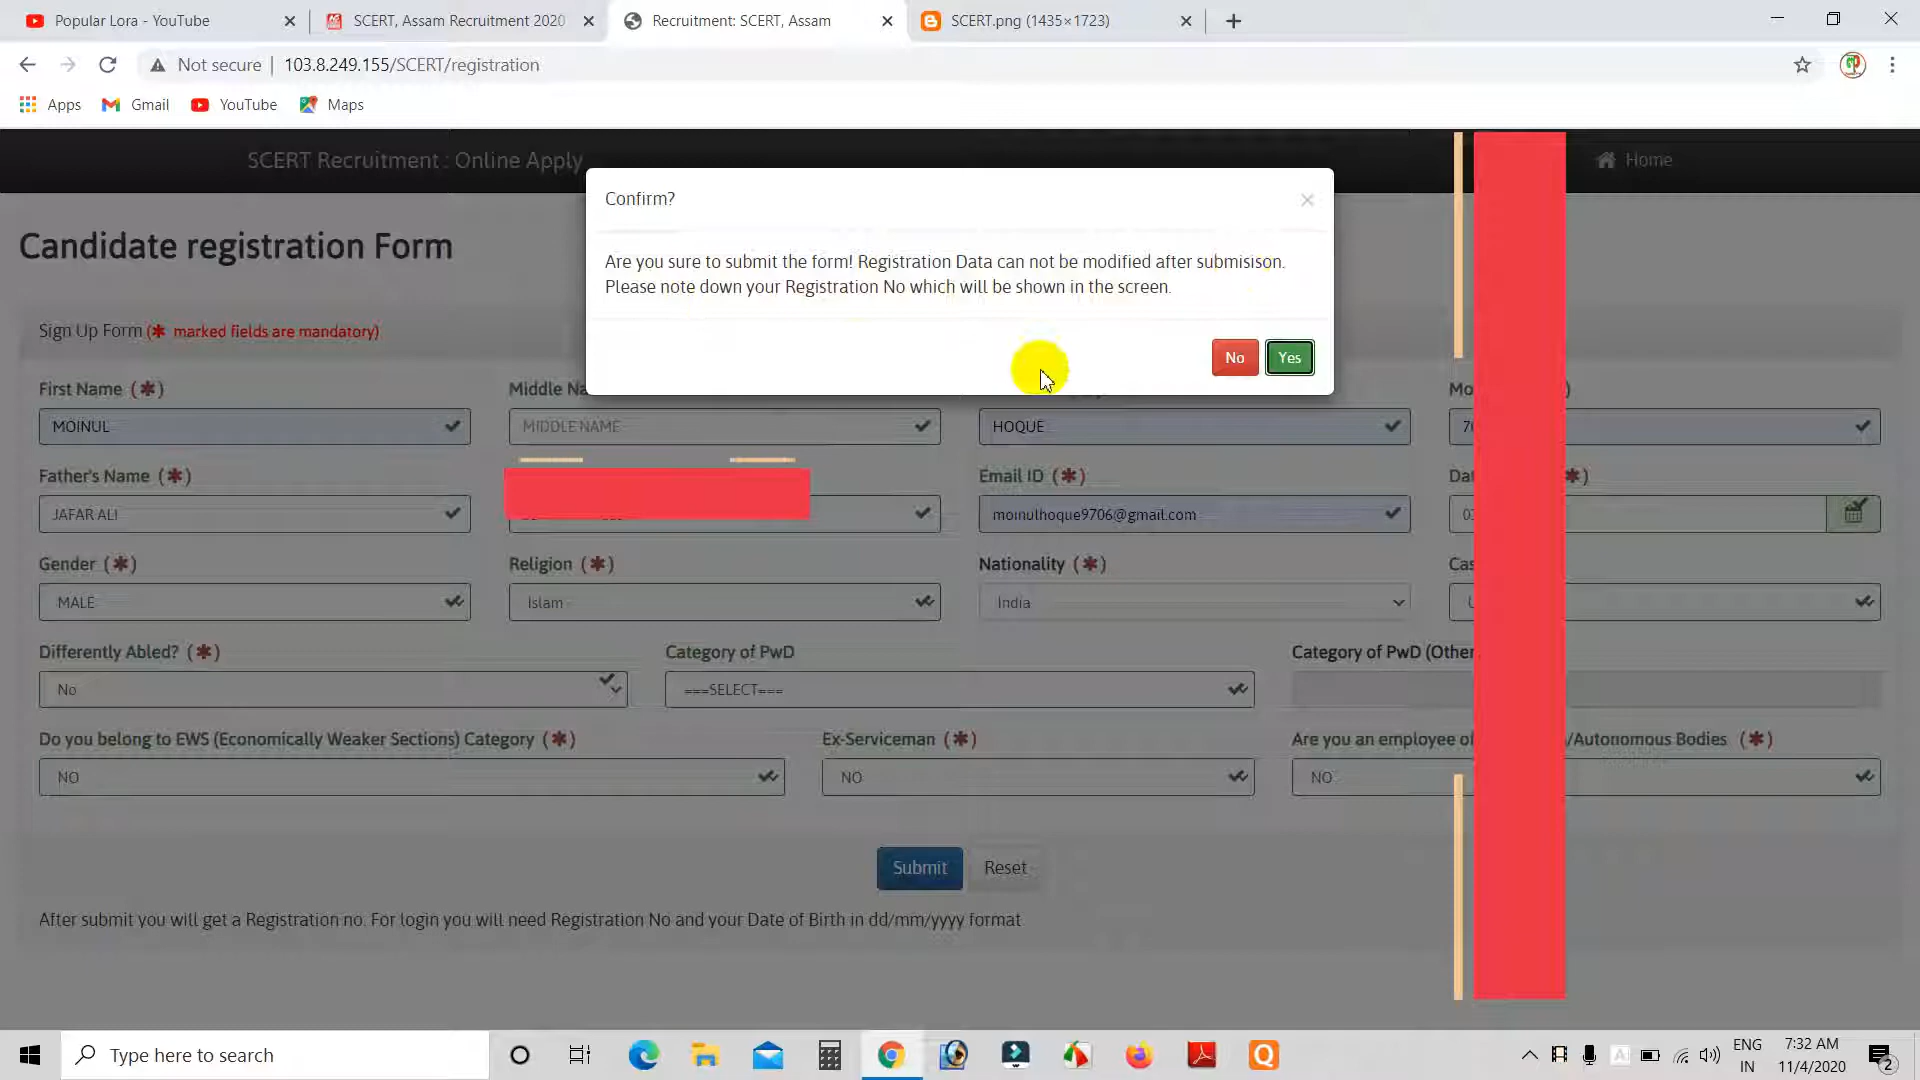 Popular Lora - YouTube
SCERT, Assam Recruitment 2020
Recruitment: SCERT, Assam
SCERT.png (1435×1723)
Not secure | 103.8.249.155/SCERT/registration
Apps Gmail YouTube Maps
SCERT Recruitment : Online Apply
Home
Confirm?
Are you sure to submit the form! Registration Data can not be modified after submisison.
Please note down your Registration No which will be shown in the screen.
No Yes
Candidate registration Form
Sign Up Form (✱ marked fields are mandatory)
First Name (✱)
Middle Na
Mo )
MOINUL
MIDDLE NAME
HOQUE
Father's Name (✱)
Email ID (✱)
Dat ✱)
JAFAR ALI
moinulhoque9706@gmail.com
Gender (✱)
Religion (✱)
Nationality (✱)
Cas
MALE
Islam
India
Differently Abled? (✱)
Category of PwD
Category of PwD (Other
No
===SELECT===
Do you belong to EWS (Economically Weaker Sections) Category (✱)
Ex-Serviceman (✱)
Are you an employee of /Autonomous Bodies (✱)
NO
NO
NO
Submit Reset
After submit you will get a Registration no. For login you will need Registration No and your Date of Birth in dd/mm/yyyy format
Type here to search
ENG
IN
7:32 AM
11/4/2020
2